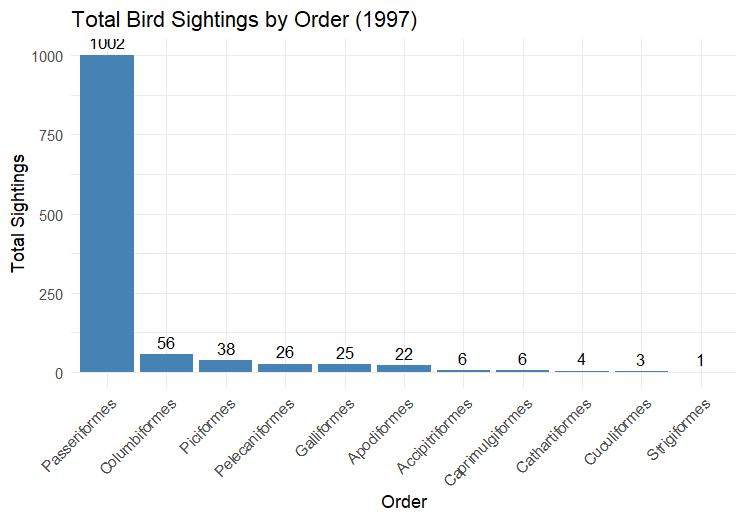 Total Bird Sightings by Order (1997)
1002
1000
750
500
250
0
Total Sightings
56
38
26
25
22
6
6
4
3
1
Passeriformes
Columbiformes
Piciformes
Pelecaniformes
Galliformes
Apodiformes
Accipitriformes
Caprimulgiformes
Cathartiformes
Cuculiformes
Strigiformes
Order